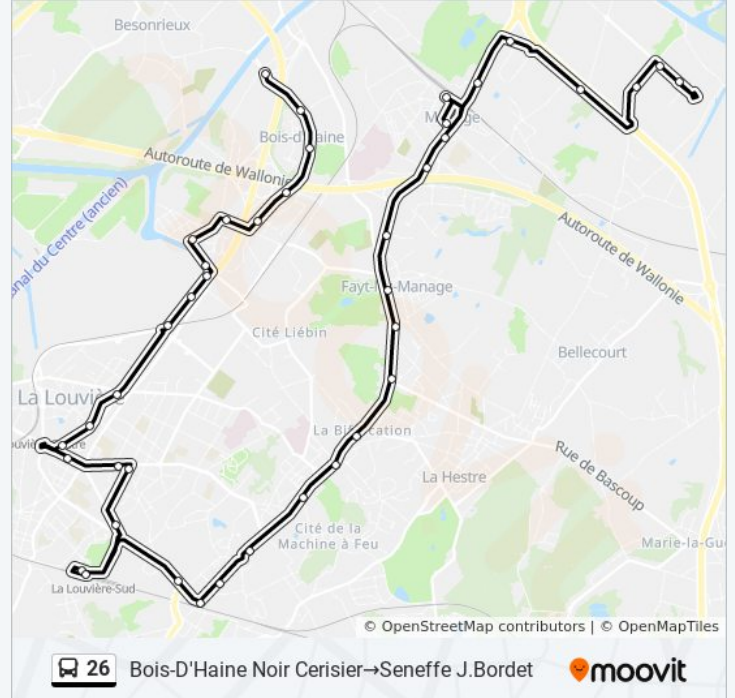 Besonrieux
Bois-d'Haine
Autoroute de Wallonie
Canal du Centre (ancien)
Autoroute de Wallonie
Fayt-lez-Manage
Cité Liébin
Bellecourt
La Louvière
La Bifurcation
La Hestre
Rue de Bascoup
Cité de la
Machine à Feu
La Louvière-Sud
© OpenStreetMap contributors | © OpenMapTiles
26 Bois-D'Haine Noir Cerisier→Seneffe J.Bordet
moovit